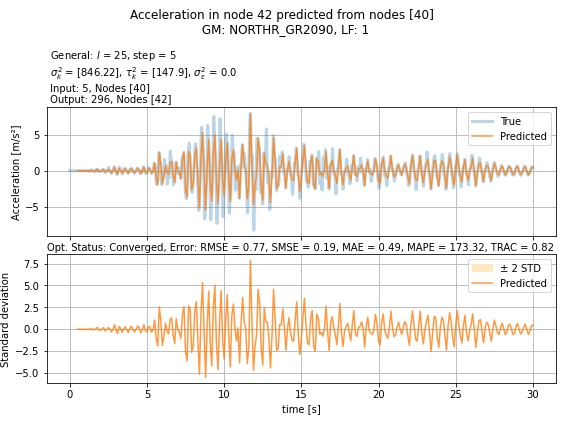 Acceleration in node 42 predicted from nodes [40]
GM: NORTHR_GR2090, LF: 1
General: l = 25, step = 5
σ²ₖ = [846.22], τ²ₖ = [147.9], σ²ε = 0.0
Input: 5, Nodes [40]
Output: 296, Nodes [42]
Acceleration [m/s²]
5
0
−5
True
Predicted
Opt. Status: Converged, Error: RMSE = 0.77, SMSE = 0.19, MAE = 0.49, MAPE = 173.32, TRAC = 0.82
Standard deviation
7.5
5.0
2.5
0.0
−2.5
−5.0
± 2 STD
Predicted
0 5 10 15 20 25 30
time [s]